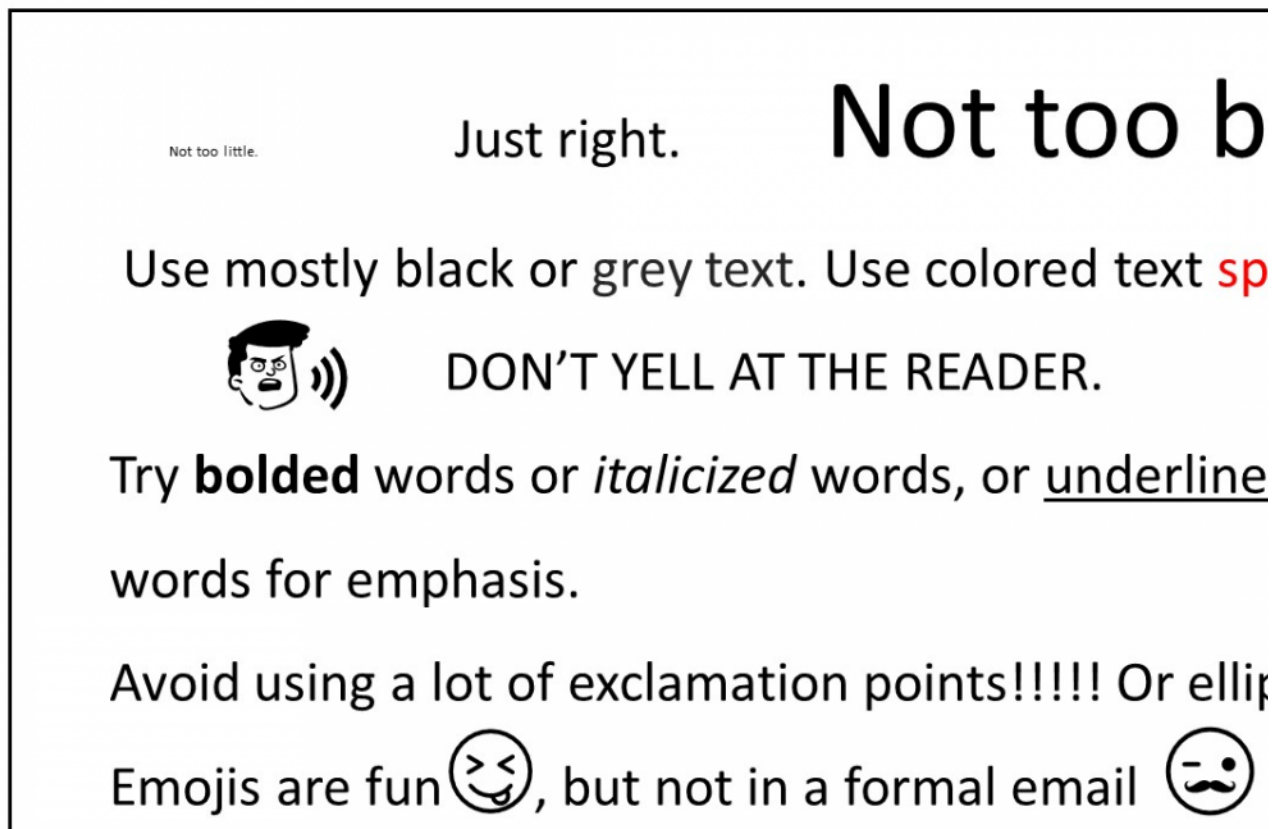 Not too little. Just right. Not too b
Use mostly black or grey text. Use colored text sp
DON’T YELL AT THE READER.
Try bolded words or italicized words, or underline
words for emphasis.
Avoid using a lot of exclamation points!!!!! Or ellip
Emojis are fun, but not in a formal email